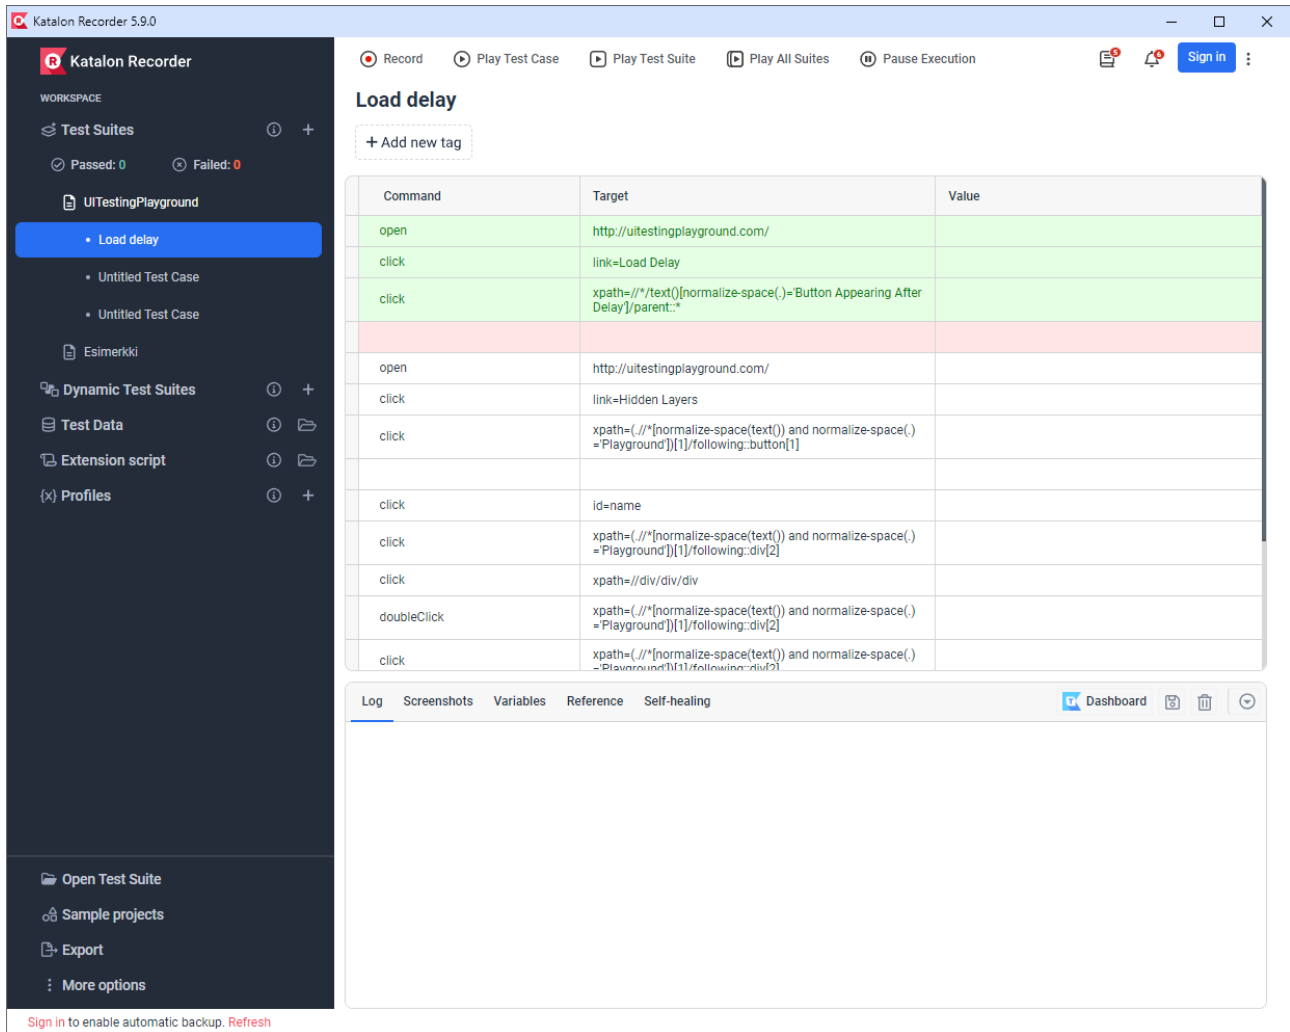 Katalon Recorder 5.9.0
Katalon Recorder
WORKSPACE
Test Suites
Passed: 0 Failed: 0
UITestingPlayground
Load delay
Untitled Test Case
Untitled Test Case
Esimerkki
Dynamic Test Suites
Test Data
Extension script
{x} Profiles
Open Test Suite
Sample projects
Export
More options
Sign in to enable automatic backup. Refresh
Record Play Test Case Play Test Suite Play All Suites Pause Execution 5 6 Sign in
Load delay
+ Add new tag
Command Target Value
open http://uitestingplayground.com/
click link=Load Delay
click xpath=//*/text()[normalize-space(.)='Button Appearing After
Delay']/parent::*
open http://uitestingplayground.com/
click link=Hidden Layers
click xpath=(.//*[normalize-space(text()) and normalize-space(.)
='Playground'])[1]/following::button[1]
click id=name
click xpath=(.//*[normalize-space(text()) and normalize-space(.)
='Playground'])[1]/following::div[2]
click xpath=//div/div/div
doubleClick xpath=(.//*[normalize-space(text()) and normalize-space(.)
='Playground'])[1]/following::div[2]
click xpath=(.//*[normalize-space(text()) and normalize-space(.)
='Playground'])[1]/following::div[2]
Log Screenshots Variables Reference Self-healing Dashboard